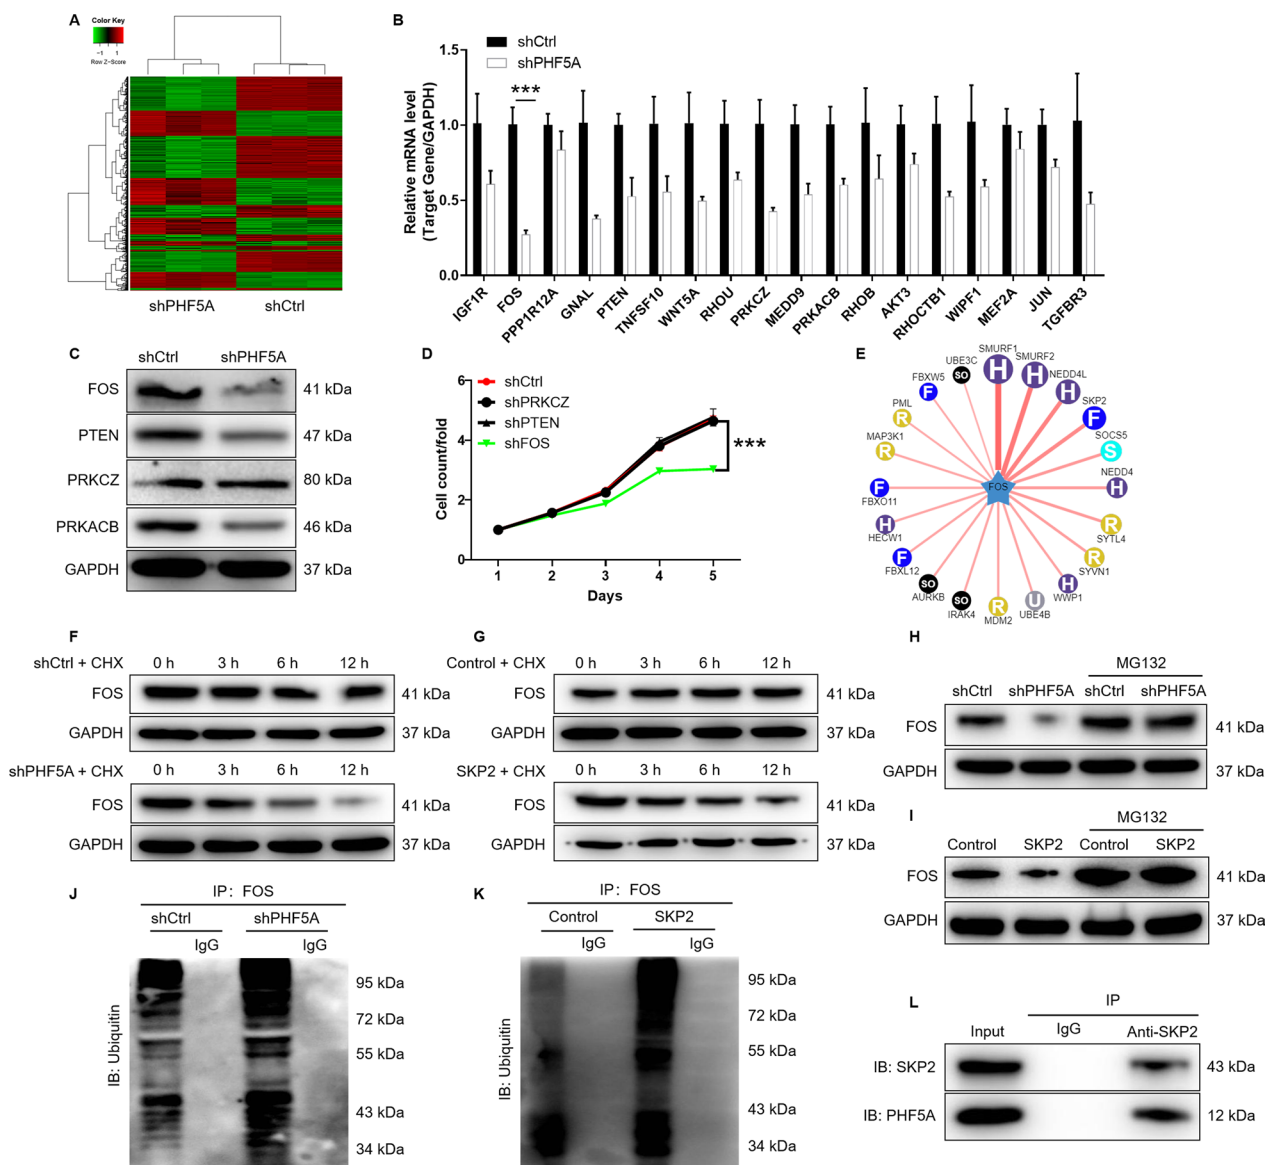 A
Color Key
−1 1
Row Z−Score
shPHF5A shCtrl
B
shCtrl
shPHF5A
Relative mRNA level
(Target Gene/GAPDH)
1.5
1.0
0.5
0.0
***
IGF1R
FOS
PPP1R12A
GNAL
PTEN
TNFSF10
WNT5A
RHOU
PRKCZ
MEDD9
PRKACB
RHOB
AKT3
RHOCTB1
WIPF1
MEF2A
JUN
TGFBR3
C
shCtrl shPHF5A
FOS 41 kDa
PTEN 47 kDa
PRKCZ 80 kDa
PRKACB 46 kDa
GAPDH 37 kDa
D
shCtrl
shPRKCZ
shPTEN
shFOS
Cell count/fold
6
4
2
0
***
1 2 3 4 5
Days
E
SMURF1
H
SMURF2
H
NEDD4L
H
SKP2
F
SOCS5
S
NEDD4
H
R
SYTL4
R
SYVN1
H
WWP1
U
UBE4B
R
MDM2
SO
IRAK4
SO
AURKB
F
FBXL12
H
HECW1
F
FBXO11
MAP3K1
R
PML
R
FBXW5
F
UBE3C
SO
FOS
F
shCtrl + CHX 0 h 3 h 6 h 12 h
FOS 41 kDa
GAPDH 37 kDa
shPHF5A + CHX 0 h 3 h 6 h 12 h
FOS 41 kDa
GAPDH 37 kDa
G
Control + CHX 0 h 3 h 6 h 12 h
FOS 41 kDa
GAPDH 37 kDa
SKP2 + CHX 0 h 3 h 6 h 12 h
FOS 41 kDa
GAPDH 37 kDa
H
MG132
shCtrl shPHF5A shCtrl shPHF5A
FOS 41 kDa
GAPDH 37 kDa
I
MG132
Control SKP2 Control SKP2
FOS 41 kDa
GAPDH 37 kDa
J
IP: FOS
shCtrl shPHF5A
IgG IgG
IB: Ubiquitin
95 kDa
72 kDa
55 kDa
43 kDa
34 kDa
K
IP: FOS
Control SKP2
IgG IgG
IB: Ubiquitin
95 kDa
72 kDa
55 kDa
43 kDa
34 kDa
L
IP
Input IgG Anti-SKP2
IB: SKP2 43 kDa
IB: PHF5A 12 kDa